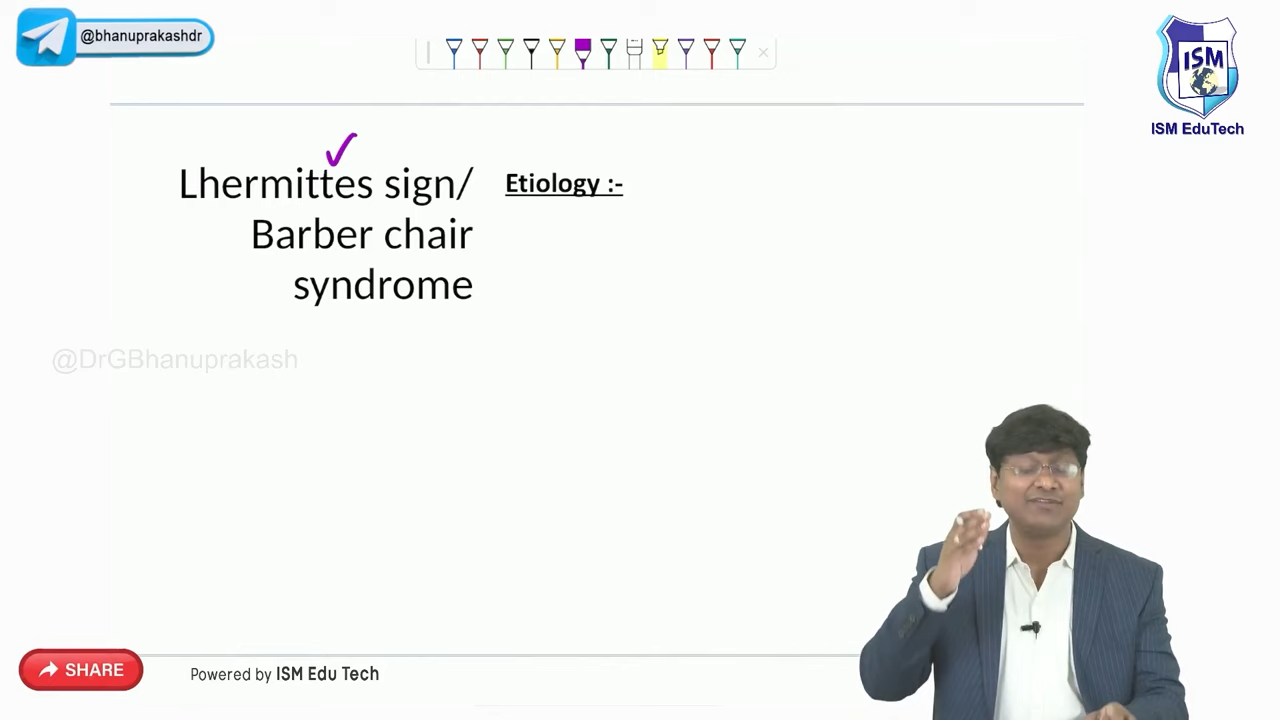 @bhanuprakashdr
ISM
ISM EduTech
Lhermittes sign/
Barber chair
syndrome
Etiology :-
@DrGBhanuprakash
SHARE
Powered by ISM Edu Tech